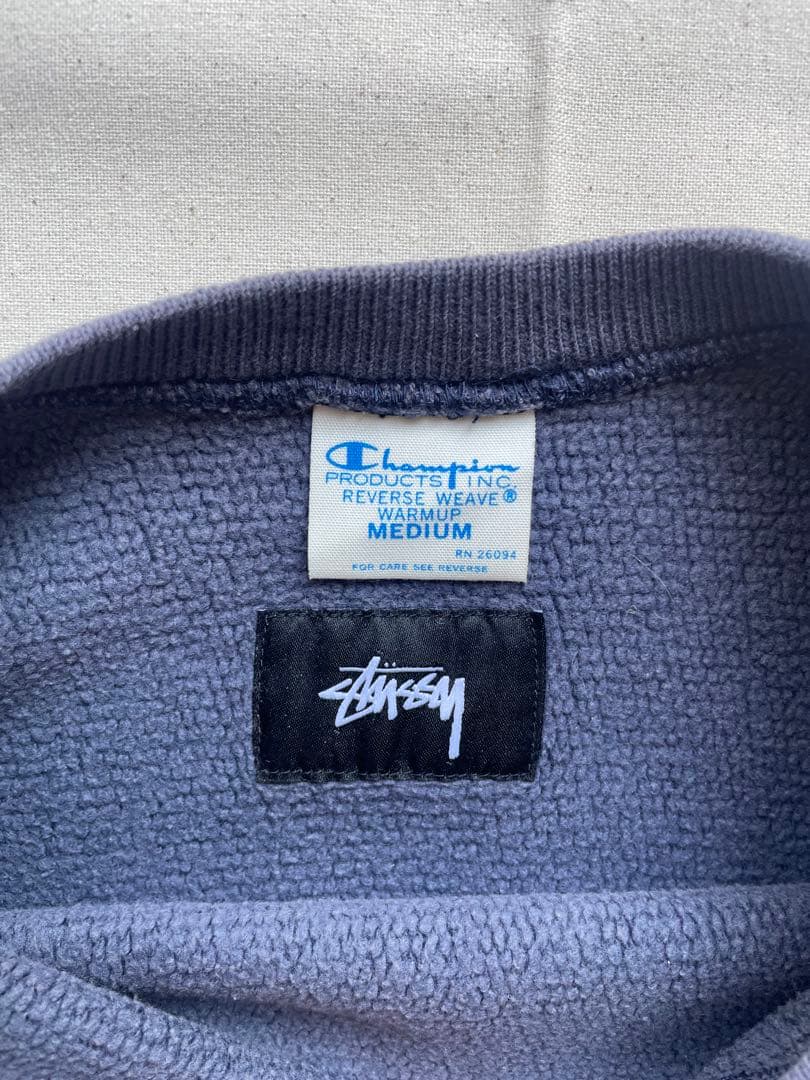 Champion
PRODUCTS INC.
REVERSE WEAVE®
WARMUP
MEDIUM
RN 26094
FOR CARE SEE REVERSE
Stüssy